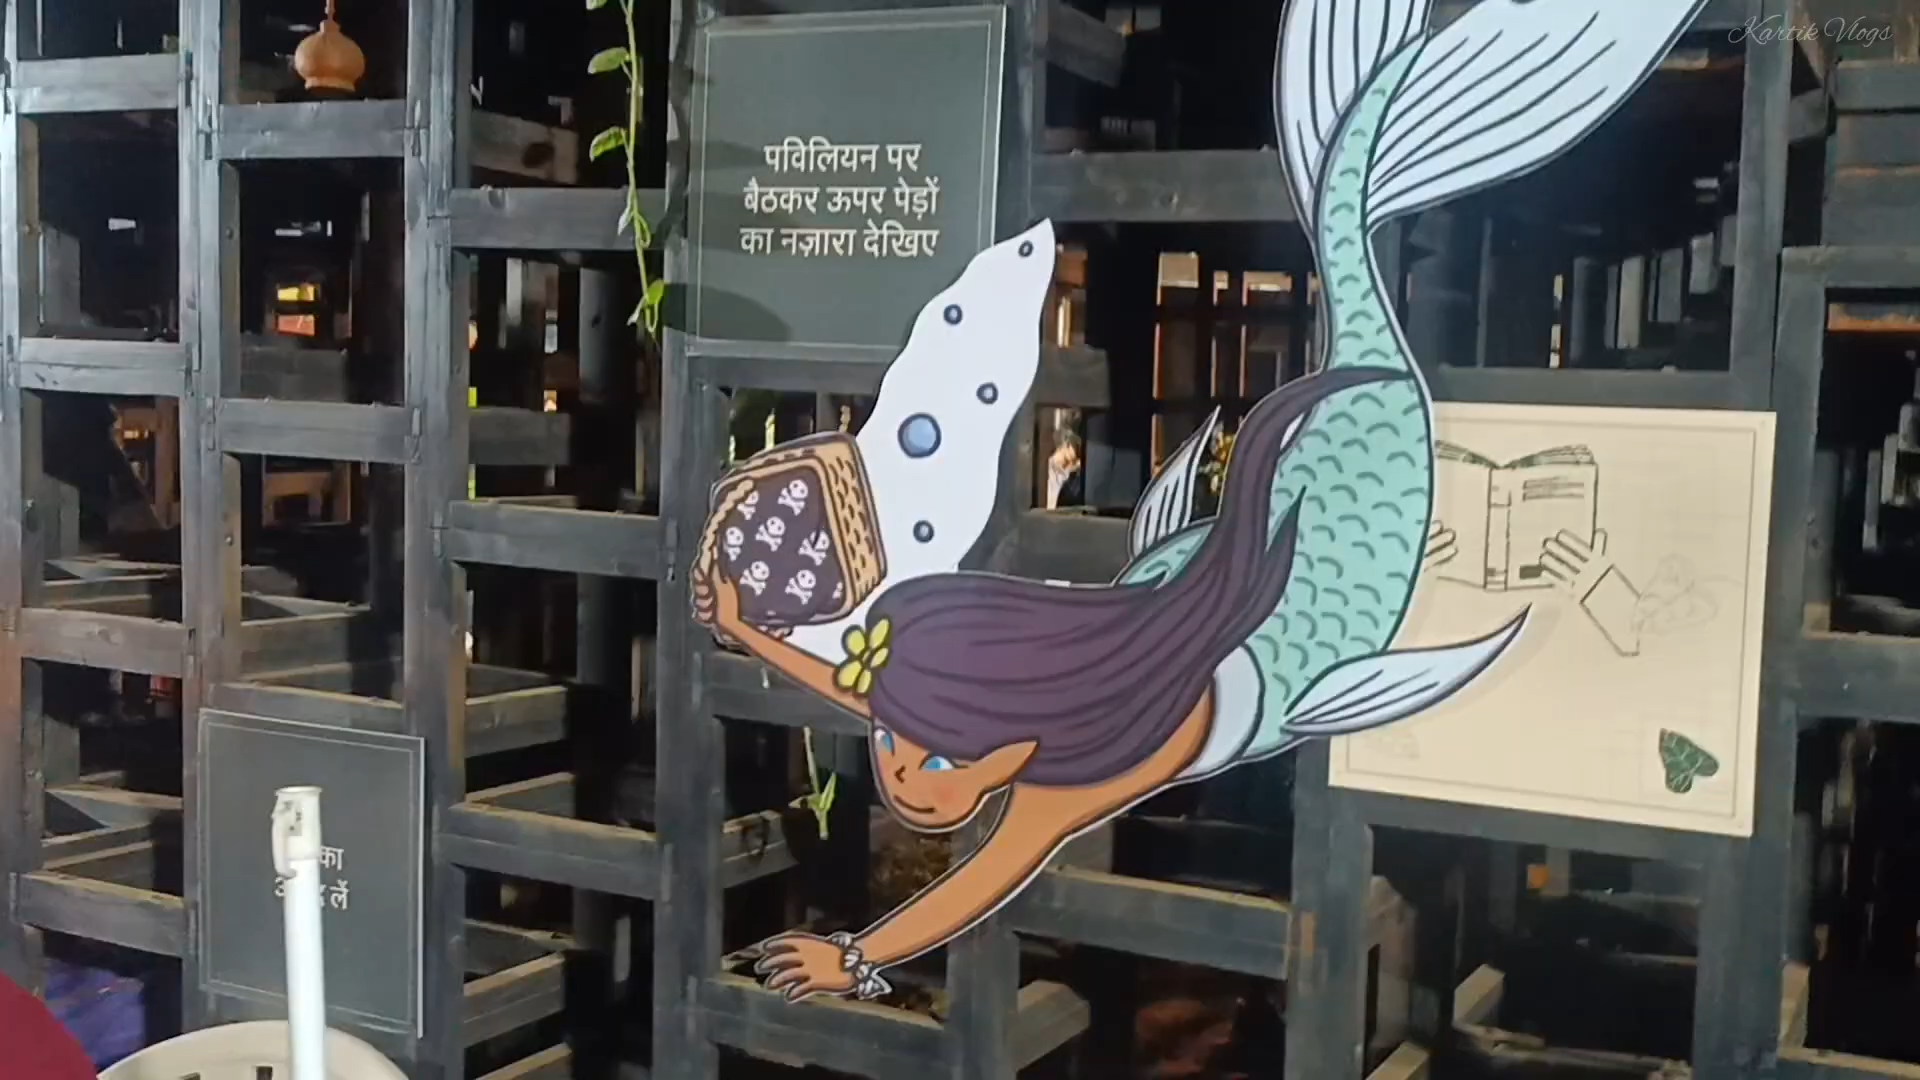 Kartik Vlogs
पविलियन पर
बैठकर ऊपर पेड़ों
का नज़ारा देखिए
का
लें